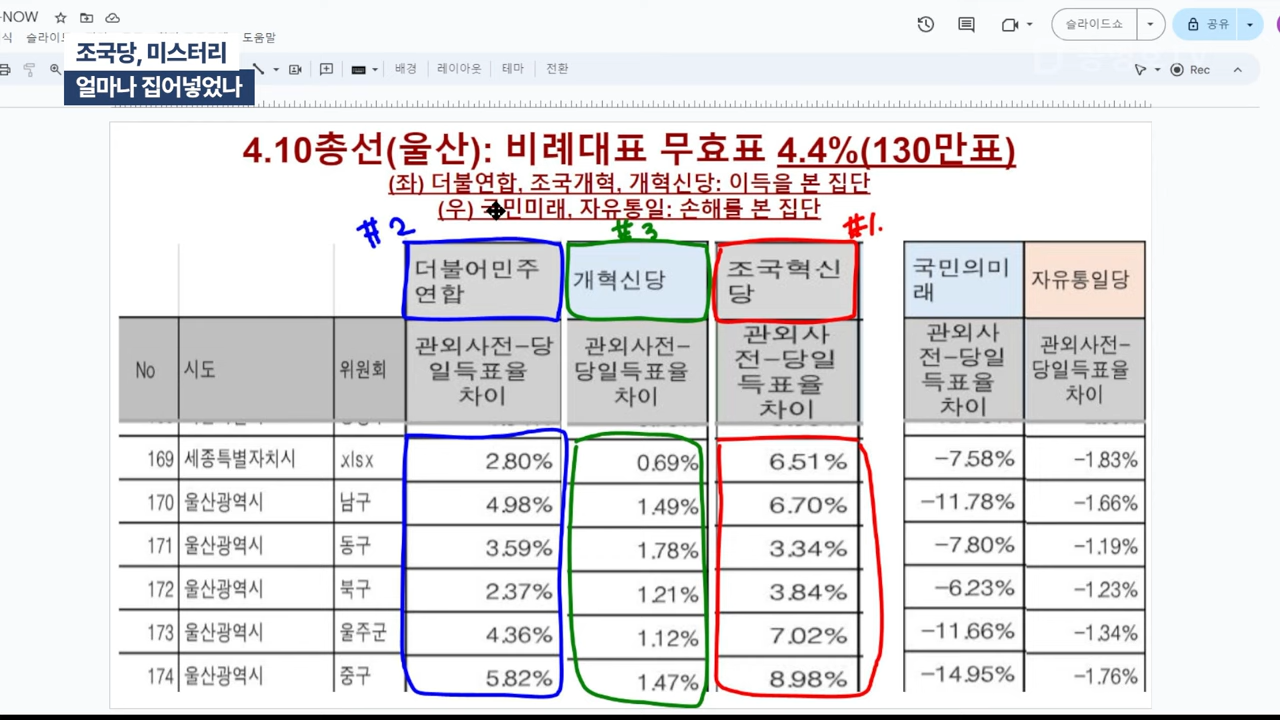 -NOW
식 슬라이드 도움말
조국당, 미스터리
얼마나 집어넣었나
배경 레이아웃 테마 전환
슬라이드쇼 공유
Rec
4.10총선(울산): 비례대표 무효표 4.4%(130만표)
(좌) 더불연합, 조국개혁, 개혁신당: 이득을 본 집단
(우) 국민미래, 자유통일: 손해를 본 집단
#2 #3 #1.
더불어민주연합 개혁신당 조국혁신당 국민의미래 자유통일당
No 시도 위원회 관외사전-당일득표율 차이 관외사전-당일득표율 차이 관외사전-당일득표율 차이 관외사전-당일득표율 차이 관외사전-당일득표율 차이
169 세종특별자치시 xlsx 2.80% 0.69% 6.51% -7.58% -1.83%
170 울산광역시 남구 4.98% 1.49% 6.70% -11.78% -1.66%
171 울산광역시 동구 3.59% 1.78% 3.34% -7.80% -1.19%
172 울산광역시 북구 2.37% 1.21% 3.84% -6.23% -1.23%
173 울산광역시 울주군 4.36% 1.12% 7.02% -11.66% -1.34%
174 울산광역시 중구 5.82% 1.47% 8.98% -14.95% -1.76%